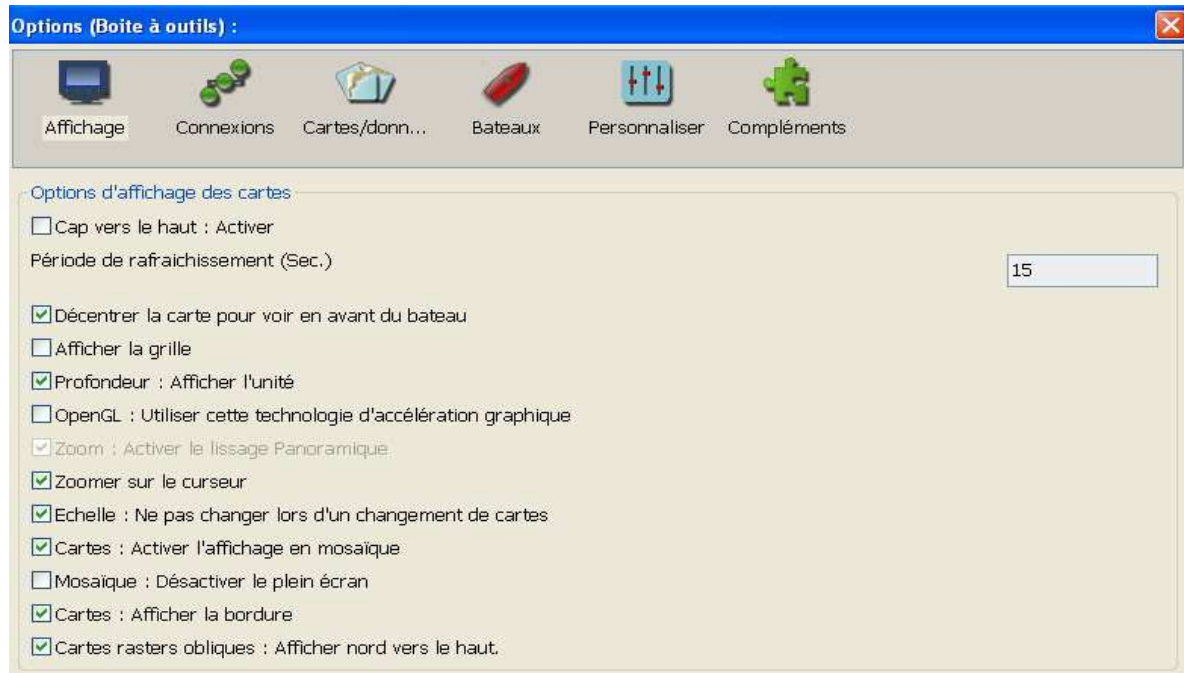 Options (Boite à outils) :
Affichage Connexions Cartes/donn... Bateaux Personnaliser Compléments
Options d'affichage des cartes
Cap vers le haut : Activer
Période de rafraichissement (Sec.) 15
Décentrer la carte pour voir en avant du bateau
Afficher la grille
Profondeur : Afficher l'unité
OpenGL : Utiliser cette technologie d'accélération graphique
Zoom : Activer le lissage Panoramique
Zoomer sur le curseur
Echelle : Ne pas changer lors d'un changement de cartes
Cartes : Activer l'affichage en mosaïque
Mosaïque : Désactiver le plein écran
Cartes : Afficher la bordure
Cartes rasters obliques : Afficher nord vers le haut.